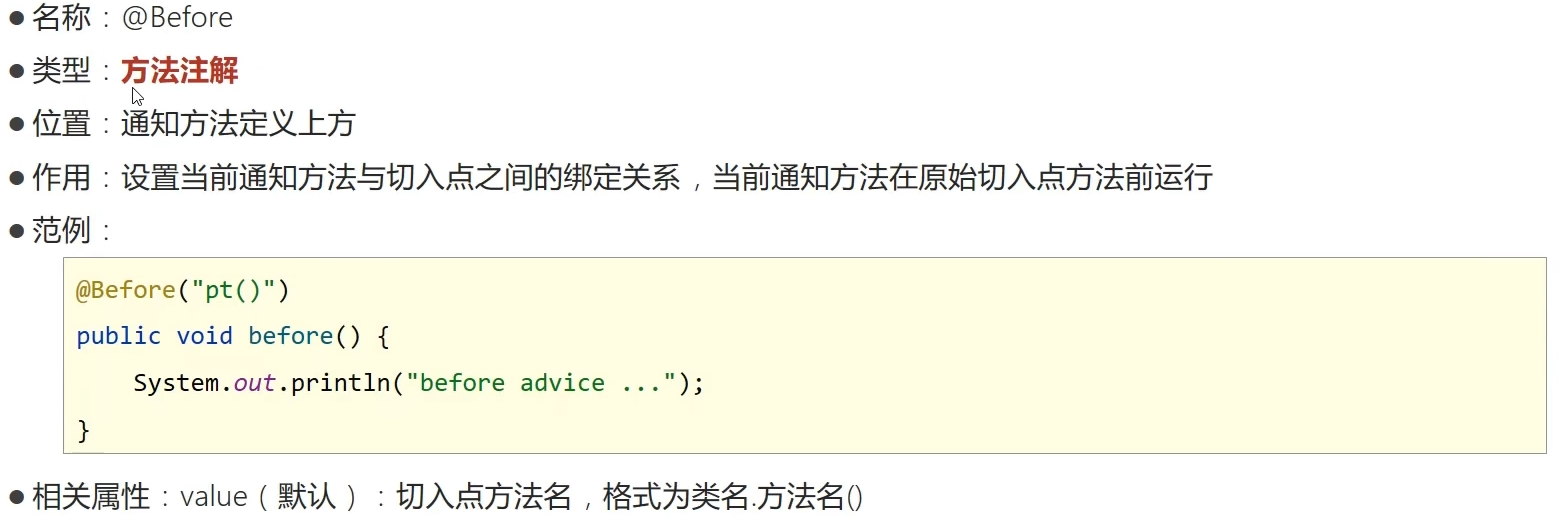 ● 名称：@Before
● 类型：方法注解
● 位置：通知方法定义上方
● 作用：设置当前通知方法与切入点之间的绑定关系，当前通知方法在原始切入点方法前运行
● 范例：
@Before("pt()")
public void before() {
    System.out.println("before advice ...");
}
● 相关属性：value（默认）：切入点方法名，格式为类名.方法名()